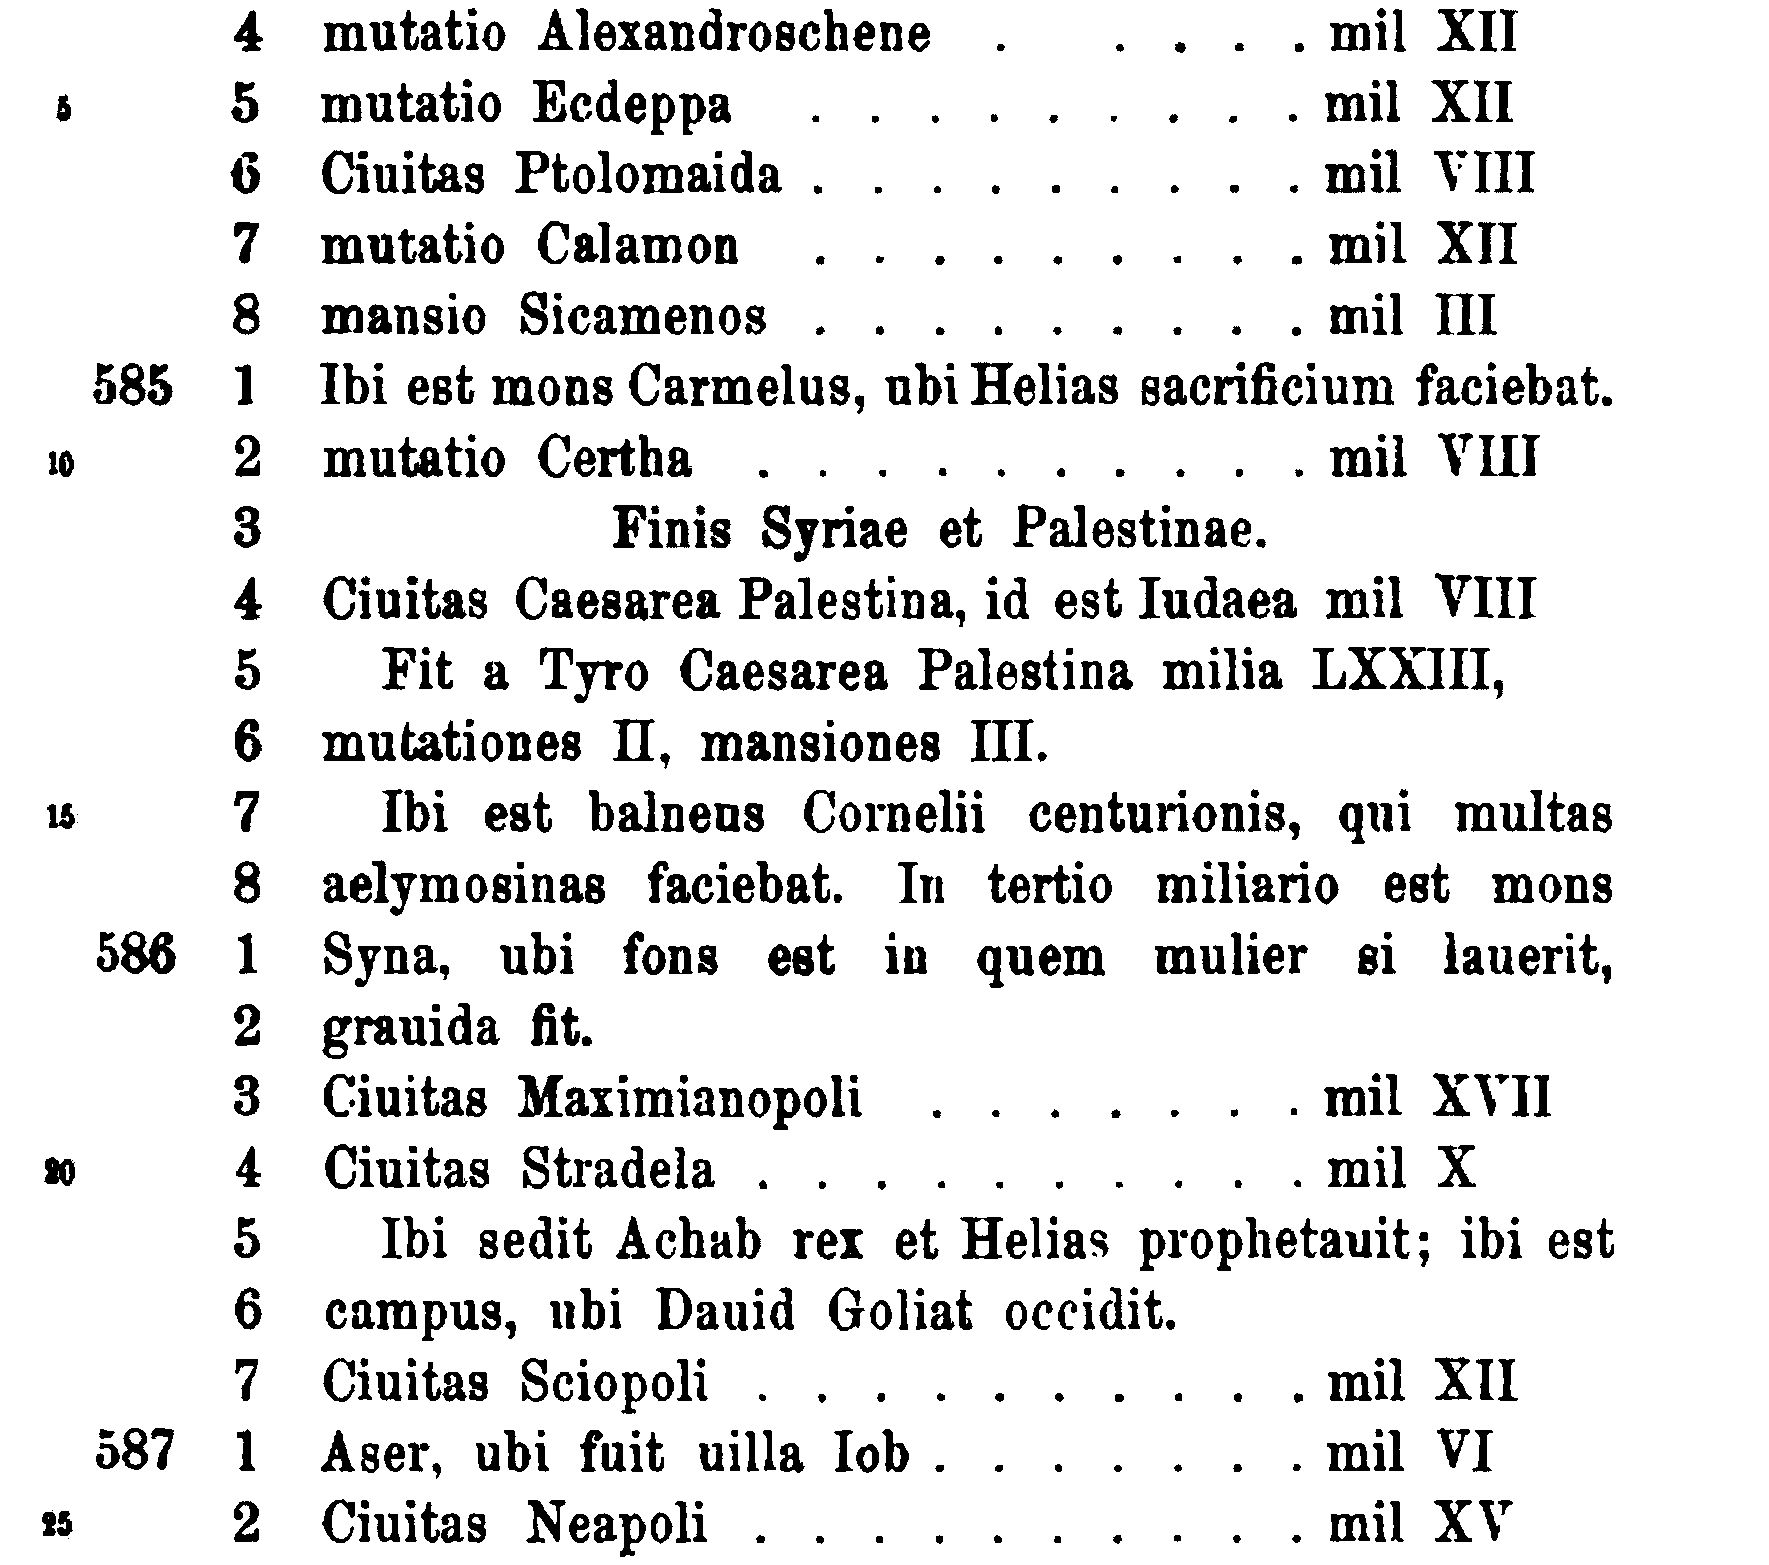 4 mutatio Alexandroschene . . . . . mil XII
5 5 mutatio Ecdeppa . . . . . . . . . mil XII
6 Ciuitas Ptolomaida . . . . . . . . . mil VIII
7 mutatio Calamon . . . . . . . . . mil XII
8 mansio Sicamenos . . . . . . . . . mil III
585 1 Ibi est mons Carmelus, ubi Helias sacrificium faciebat.
10 2 mutatio Certha . . . . . . . . . . mil VIII
3 Finis Syriae et Palestinae.
4 Ciuitas Caesarea Palestina, id est Iudaea mil VIII
5 Fit a Tyro Caesarea Palestina milia LXXIII,
6 mutationes II, mansiones III.
15 7 Ibi est balneus Cornelii centurionis, qui multas
8 aelymosinas faciebat. In tertio miliario est mons
586 1 Syna, ubi fons est in quem mulier si lauerit,
2 grauida fit.
3 Ciuitas Maximianopoli . . . . . . . mil XVII
20 4 Ciuitas Stradela . . . . . . . . . . mil X
5 Ibi sedit Achab rex et Helias prophetauit; ibi est
6 campus, ubi Dauid Goliat occidit.
7 Ciuitas Sciopoli . . . . . . . . . . mil XII
587 1 Aser, ubi fuit uilla Iob . . . . . . . mil VI
25 2 Ciuitas Neapoli . . . . . . . . . . mil XV